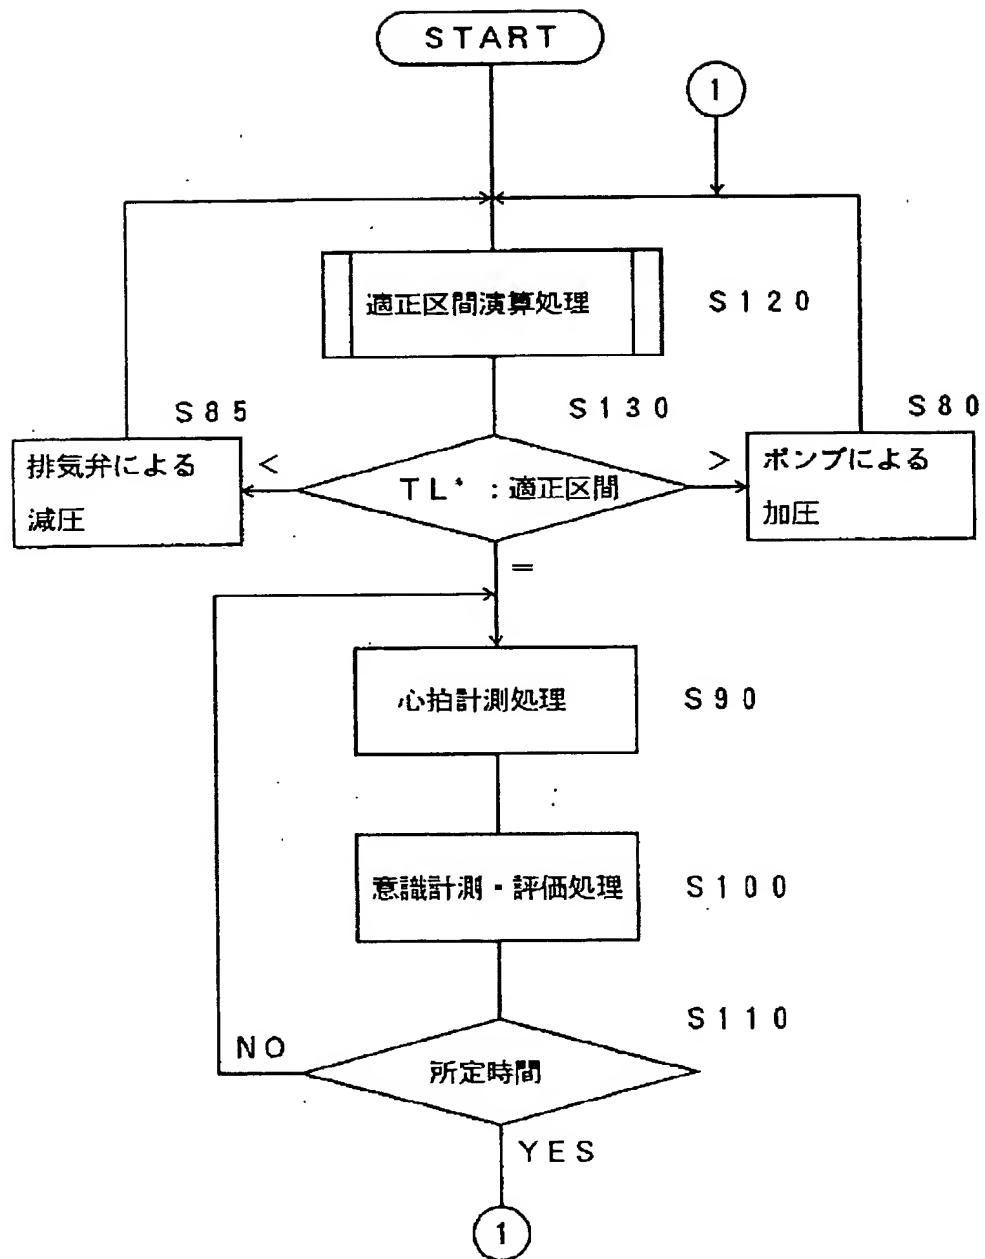 START
1
適正区間演算処理
S120
S130
S85
S80
排気弁による
減圧
<
TL* :適正区間
>
ポンプによる
加圧
=
心拍計測処理
S90
意識計測・評価処理
S100
S110
NO
所定時間
YES
1